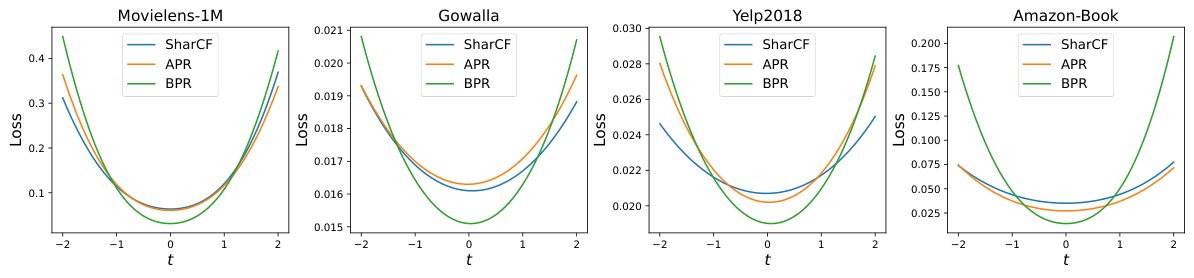 Movielens-1M
Loss
0.4
0.3
0.2
0.1
SharCF
APR
BPR
−2
−1
0
1
2
t
Gowalla
Loss
0.021
0.020
0.019
0.018
0.017
0.016
0.015
SharCF
APR
BPR
−2
−1
0
1
2
t
Yelp2018
Loss
0.030
0.028
0.026
0.024
0.022
0.020
SharCF
APR
BPR
−2
−1
0
1
2
t
Amazon-Book
Loss
0.200
0.175
0.150
0.125
0.100
0.075
0.050
0.025
SharCF
APR
BPR
−2
−1
0
1
2
t